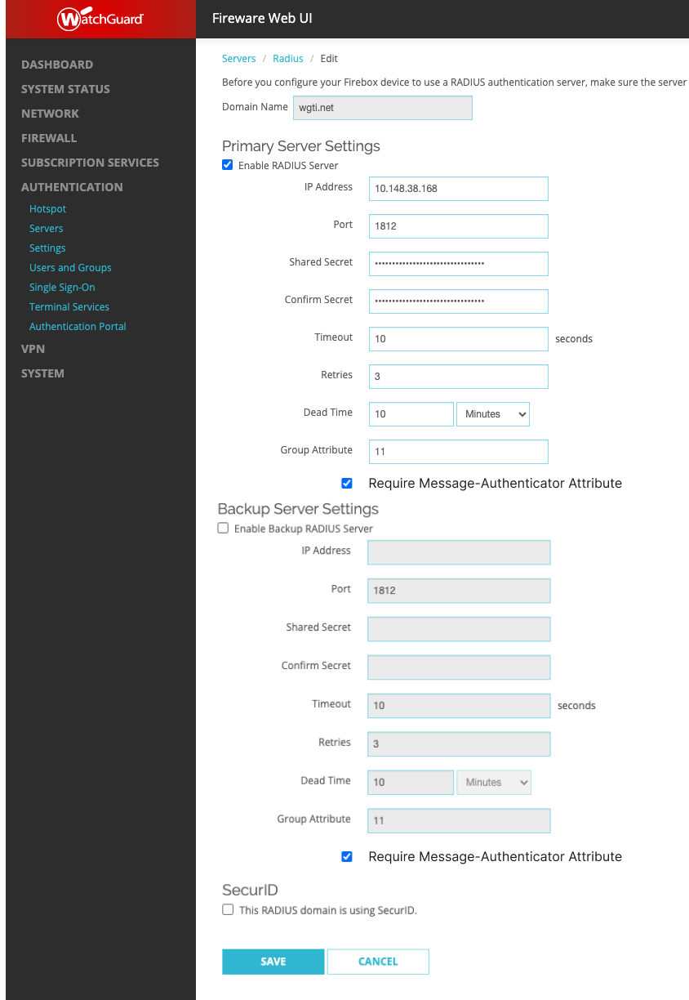 WatchGuard
Fireware Web UI
DASHBOARD
SYSTEM STATUS
NETWORK
FIREWALL
SUBSCRIPTION SERVICES
AUTHENTICATION
Hotspot
Servers
Settings
Users and Groups
Single Sign-On
Terminal Services
Authentication Portal
VPN
SYSTEM
Servers / Radius / Edit
Before you configure your Firebox device to use a RADIUS authentication server, make sure the server
Domain Name wgti.net
Primary Server Settings
Enable RADIUS Server
IP Address 10.148.38.168
Port 1812
Shared Secret ••••••••••••••••••••••••••••••••
Confirm Secret ••••••••••••••••••••••••••••••••
Timeout 10 seconds
Retries 3
Dead Time 10 Minutes
Group Attribute 11
Require Message-Authenticator Attribute
Backup Server Settings
Enable Backup RADIUS Server
IP Address
Port 1812
Shared Secret
Confirm Secret
Timeout 10 seconds
Retries 3
Dead Time 10 Minutes
Group Attribute 11
Require Message-Authenticator Attribute
SecurID
This RADIUS domain is using SecurID.
SAVE CANCEL